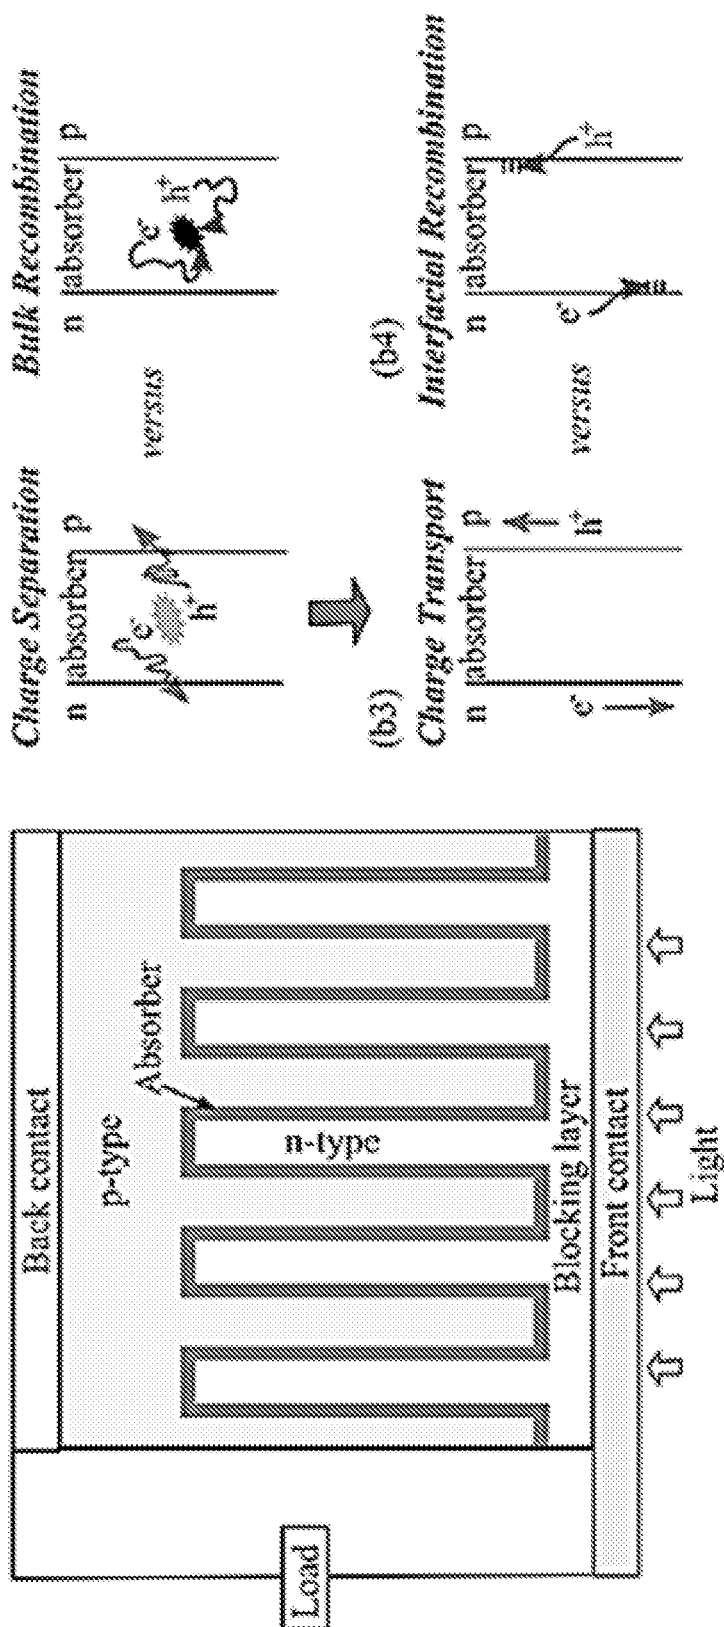 Back contact
p-type
Absorber
n-type
Blocking layer
Front contact
Light
Load
Charge Separation
n absorber p
e-
h+
versus
Bulk Recombination
n absorber p
e-
h+
(b3)
Charge Transport
n absorber p
e-
h+
versus
(b4)
Interfacial Recombination
n absorber p
e-
h+